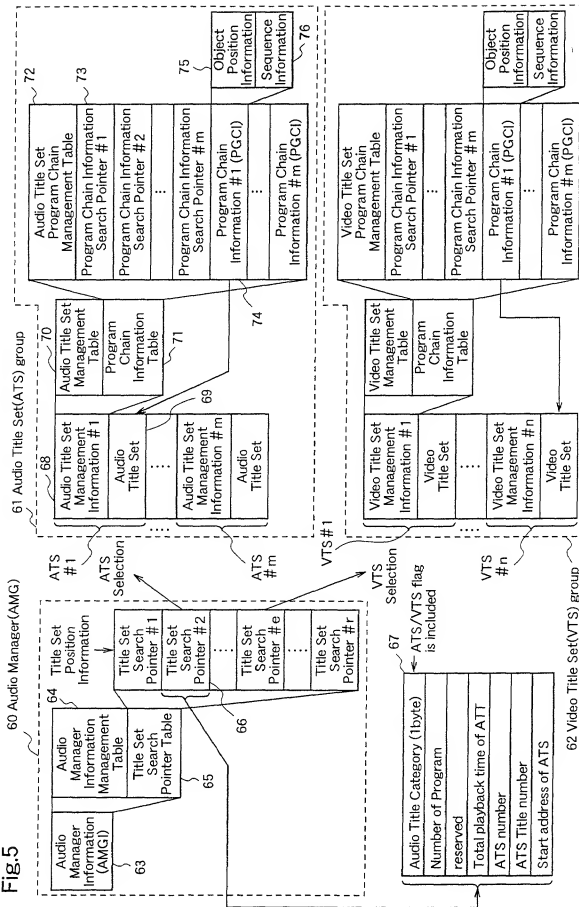 Fig.5
60 Audio Manager(AMG)
Audio
Manager
Information
(AMGI)
63
64
Audio
Manager
Information
Management
Table
Title Set
Search
Pointer Table
65
Title Set
Position
Information
Title Set
Search
Pointer #1
Title Set
Search
Pointer #2
⋮
Title Set
Search
Pointer #e
⋮
Title Set
Search
Pointer #r
66
ATS
Selection
VTS
Selection
67
ATS/VTS flag
is included
Audio Title Category (1byte)
Number of Program
reserved
Total playback time of ATT
ATS number
ATS Title number
Start address of ATS
61 Audio Title Set(ATS) group
ATS
#1
ATS
#m
68
Audio Title Set
Management
Information #1
Audio
Title Set
69
Audio Title Set
Management
Information #m
Audio
Title Set
70
Audio Title Set
Management
Table
Program Chain
Information
Table
71
72
Audio Title Set
Program Chain
Management Table
73
Program Chain Information
Search Pointer #1
Program Chain Information
Search Pointer #2
⋮
Program Chain Information
Search Pointer #m
Program Chain
Information #1 (PGCI)
⋮
Program Chain
Information #m (PGCI)
74
75
Object
Position
Information
Sequence
Information
76
62 Video Title Set(VTS) group
VTS#1
VTS
#n
Video Title Set
Management
Information #1
Video
Title Set
Video Title Set
Management
Information #n
Video
Title Set
Video Title Set
Management
Table
Program Chain
Information
Table
Video Title Set
Program Chain
Management Table
Program Chain Information
Search Pointer #1
⋮
Program Chain Information
Search Pointer #m
Program Chain
Information #1 (PGCI)
⋮
Program Chain
Information #m (PGCI)
Object
Position
Information
Sequence
Information